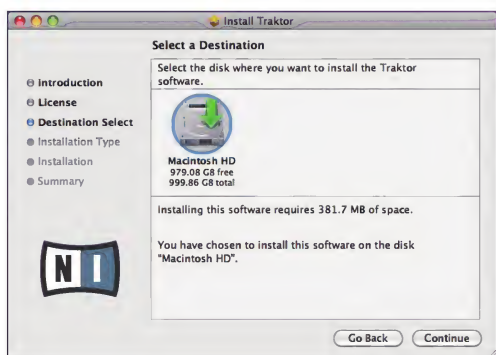 Install Traktor
Select a Destination
Introduction
License
Destination Select
Installation Type
Installation
Summary
Select the disk where you want to install the Traktor
software.
Macintosh HD
979.08 GB free
999.86 GB total
Installing this software requires 381.7 MB of space.
You have chosen to install this software on the disk
"Macintosh HD".
NI
Go Back
Continue